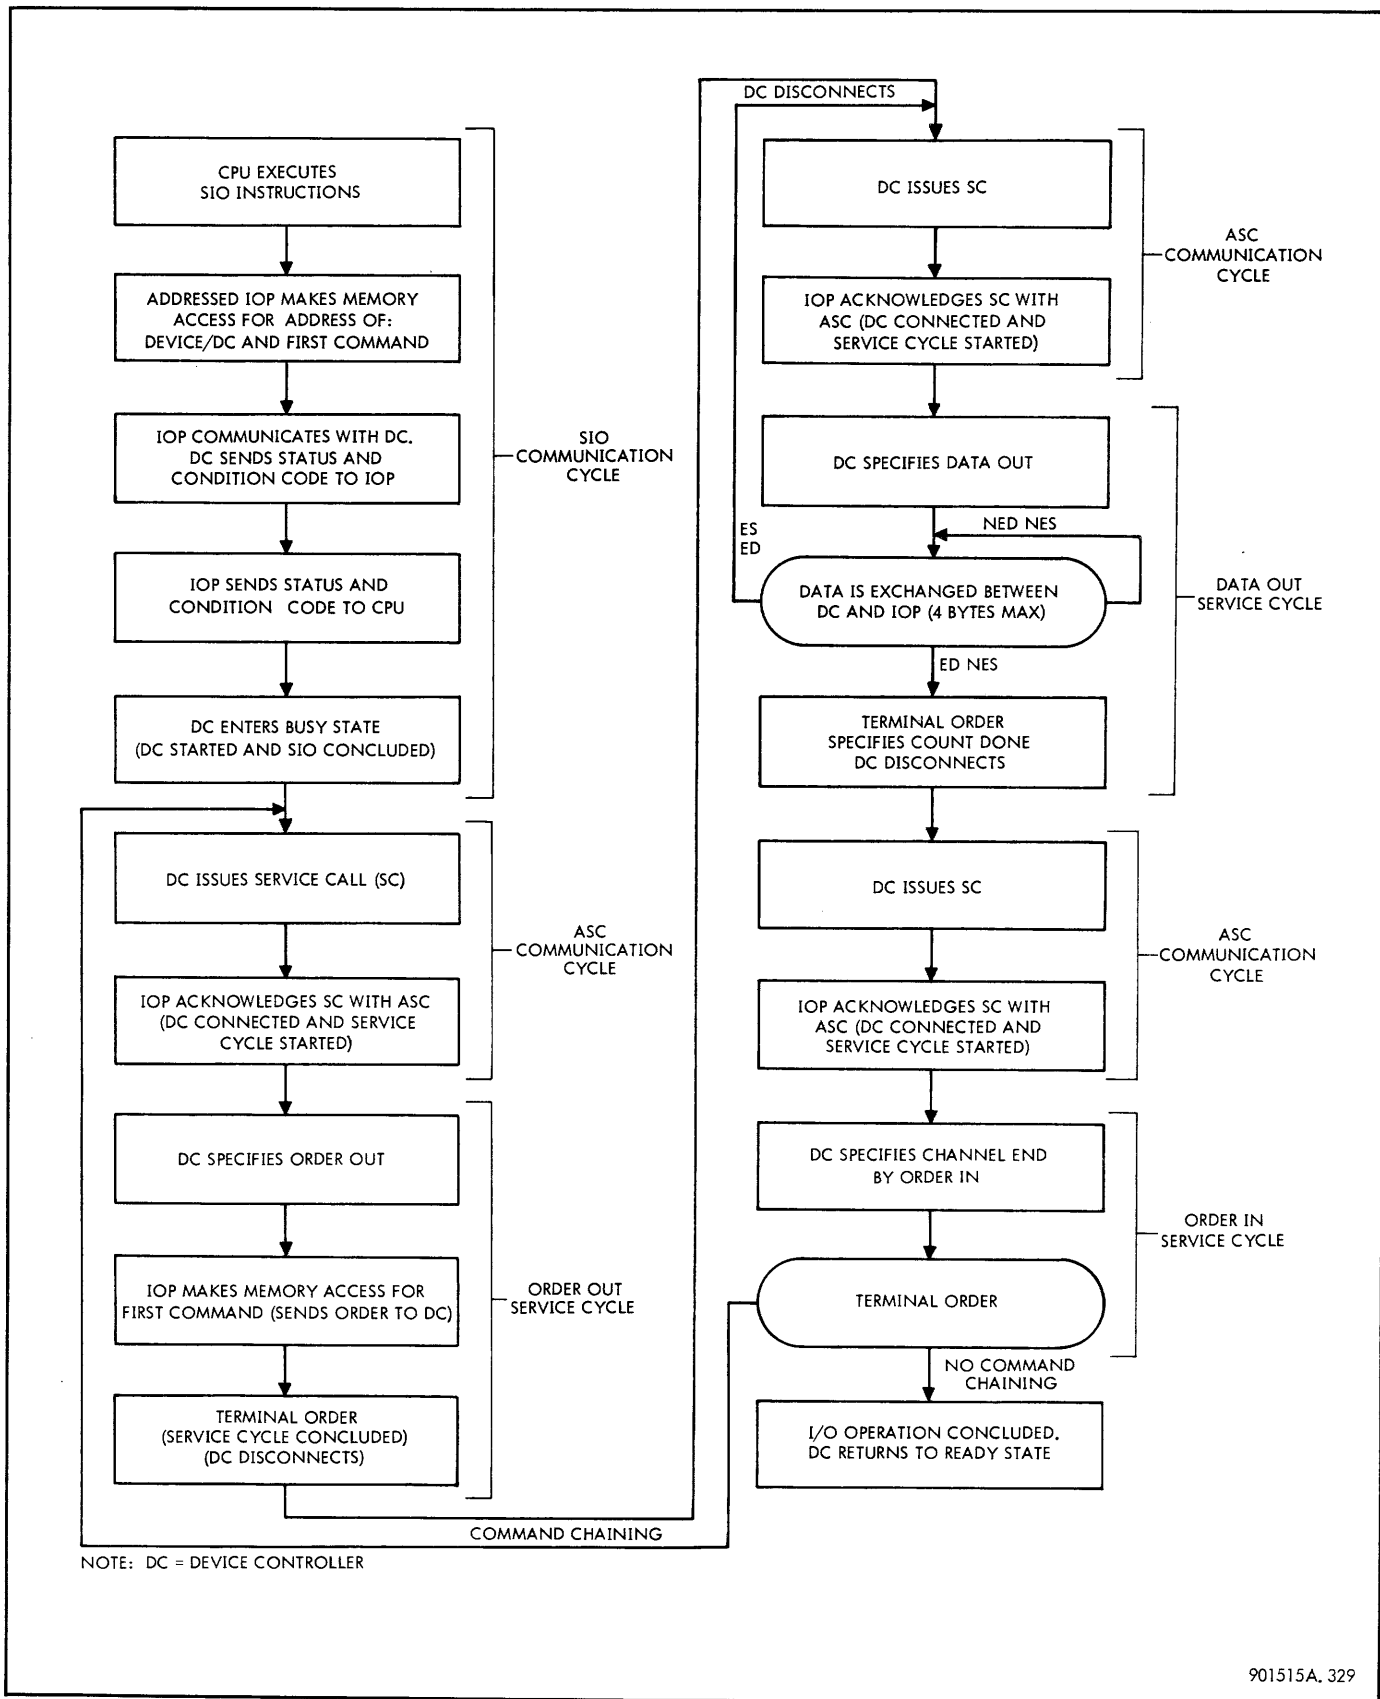 CPU EXECUTES
SIO INSTRUCTIONS
ADDRESSED IOP MAKES MEMORY
ACCESS FOR ADDRESS OF:
DEVICE/DC AND FIRST COMMAND
IOP COMMUNICATES WITH DC.
DC SENDS STATUS AND
CONDITION CODE TO IOP
IOP SENDS STATUS AND
CONDITION CODE TO CPU
DC ENTERS BUSY STATE
(DC STARTED AND SIO CONCLUDED)
SIO
COMMUNICATION
CYCLE
DC ISSUES SERVICE CALL (SC)
IOP ACKNOWLEDGES SC WITH ASC
(DC CONNECTED AND SERVICE
CYCLE STARTED)
ASC
COMMUNICATION
CYCLE
DC SPECIFIES ORDER OUT
IOP MAKES MEMORY ACCESS FOR
FIRST COMMAND (SENDS ORDER TO DC)
TERMINAL ORDER
(SERVICE CYCLE CONCLUDED)
(DC DISCONNECTS)
ORDER OUT
SERVICE CYCLE
COMMAND CHAINING
NOTE: DC = DEVICE CONTROLLER
DC DISCONNECTS
DC ISSUES SC
IOP ACKNOWLEDGES SC WITH
ASC (DC CONNECTED AND
SERVICE CYCLE STARTED)
ASC
COMMUNICATION
CYCLE
DC SPECIFIES DATA OUT
ES
ED
NED NES
DATA IS EXCHANGED BETWEEN
DC AND IOP (4 BYTES MAX)
ED NES
TERMINAL ORDER
SPECIFIES COUNT DONE
DC DISCONNECTS
DATA OUT
SERVICE CYCLE
DC ISSUES SC
IOP ACKNOWLEDGES SC WITH
ASC (DC CONNECTED AND
SERVICE CYCLE STARTED)
ASC
COMMUNICATION
CYCLE
DC SPECIFIES CHANNEL END
BY ORDER IN
TERMINAL ORDER
ORDER IN
SERVICE CYCLE
NO COMMAND
CHAINING
I/O OPERATION CONCLUDED.
DC RETURNS TO READY STATE
901515A. 329